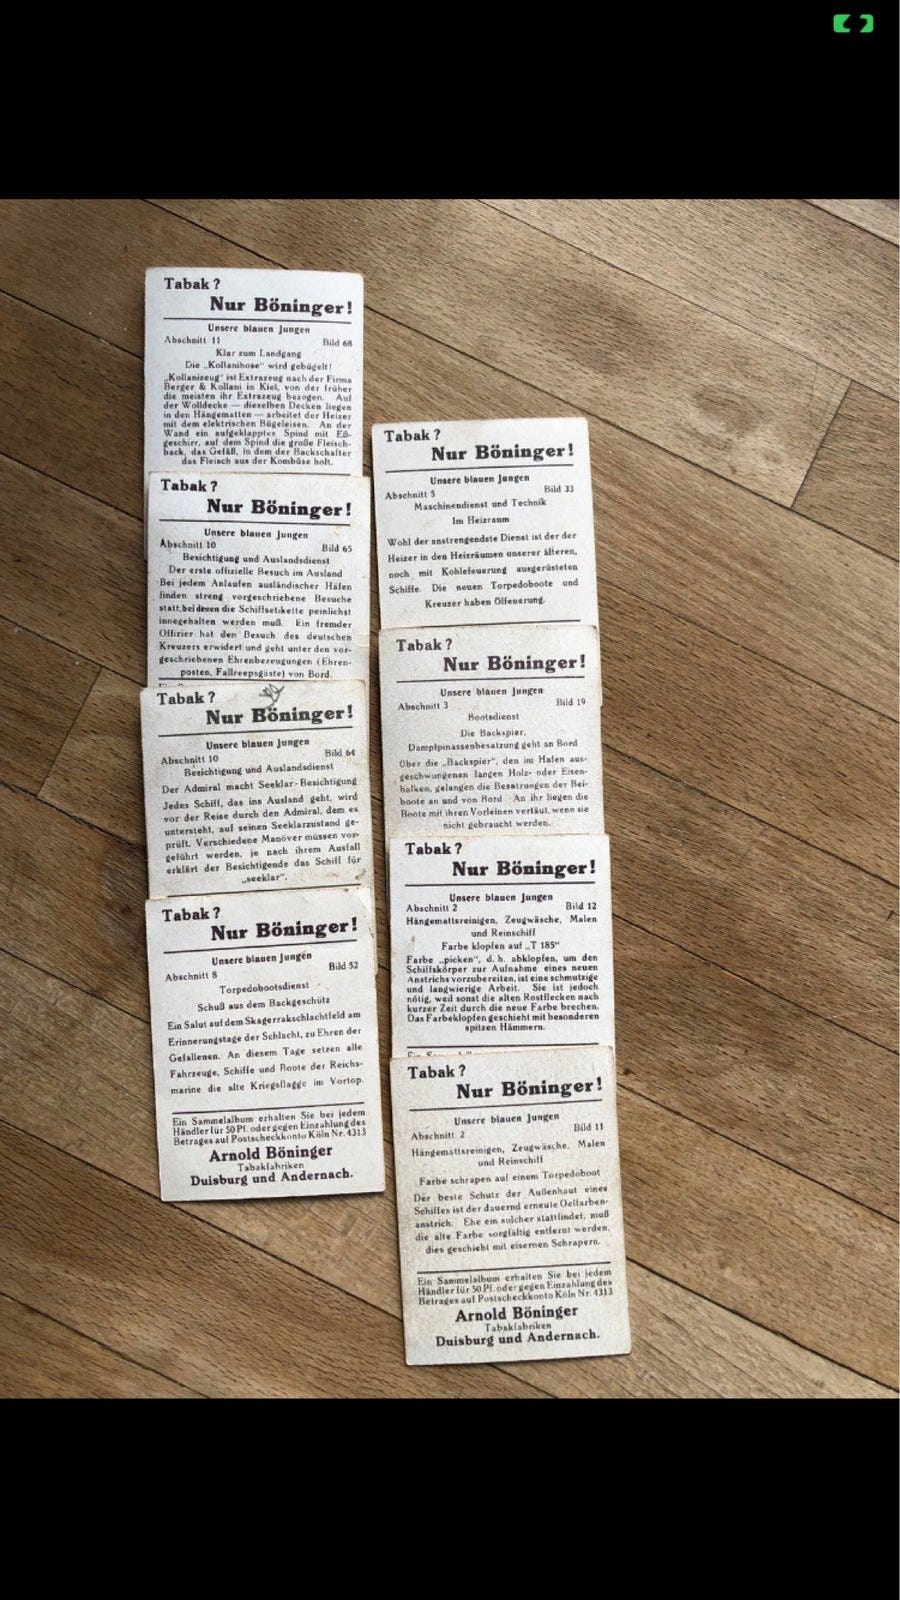 Tabak?
Nur Böninger!
Unsere blauen Jungen
Abschnitt 11 Bild 68
Klar zum Landgang
Die „Kollanihose" wird gebügelt!
„Kollanizeug" ist Extrazeug nach der Firma
Berger & Kollani in Kiel, von der früher
die meisten ihr Extrazeug bezogen. Auf
der Wolldecke — dieselben Decken liegen
in den Hängematten — arbeitet der Heizer
mit dem elektrischen Bügeleisen. An der
Wand ein aufgeklapptes Spind mit Eß-
geschirr, auf dem Spind die große Fleisch-
back, das Gefäß, in dem der Backschafter
das Fleisch aus der Kombüse holt.
Tabak?
Nur Böninger!
Unsere blauen Jungen
Abschnitt 10 Bild 65
Besichtigung und Auslandsdienst
Der erste offizielle Besuch im Ausland
Bei jedem Anlaufen ausländischer Häfen
finden streng vorgeschriebene Besuche
statt, bei denen die Schiffsetikette peinlichst
innegehalten werden muß. Ein fremder
Offizier hat den Besuch des deutschen
Kreuzers erwidert und geht unter den vor-
geschriebenen Ehrenbezeugungen (Ehren-
posten, Fallreepsgäste) von Bord.
Tabak?
Nur Böninger!
Unsere blauen Jungen
Abschnitt 10 Bild 64
Besichtigung und Auslandsdienst
Der Admiral macht Seeklar-Besichtigung
Jedes Schiff, das ins Ausland geht, wird
vor der Reise durch den Admiral, dem es
untersteht, auf seinen Seeklarzustand ge-
prüft. Verschiedene Manöver müssen vor-
geführt werden, je nach ihrem Ausfall
erklärt der Besichtigende das Schiff für
„seeklar".
Tabak?
Nur Böninger!
Unsere blauen Jungen
Abschnitt 8 Bild 52
Torpedobootsdienst
Schuß aus dem Backgeschütz
Ein Salut auf dem Skagerrakschlachtfeld am
Erinnerungstage der Schlacht, zu Ehren der
Gefallenen. An diesem Tage setzen alle
Fahrzeuge, Schiffe und Boote der Reichs-
marine die alte Kriegsflagge im Vortop.
Ein Sammelalbum erhalten Sie bei jedem
Händler für 50 Pf. oder gegen Einzahlung des
Betrages auf Postscheckkonto Köln Nr. 4313
Arnold Böninger
Tabakfabriken
Duisburg und Andernach.
Tabak?
Nur Böninger!
Unsere blauen Jungen
Abschnitt 5 Bild 33
Maschinendienst und Technik
Im Heizraum
Wohl der anstrengendste Dienst ist der der
Heizer in den Heizräumen unserer älteren,
noch mit Kohlefeuerung ausgerüsteten
Schiffe. Die neuen Torpedoboote und
Kreuzer haben Ölfeuerung.
Tabak?
Nur Böninger!
Unsere blauen Jungen
Abschnitt 3 Bild 19
Bootsdienst
Die Backspier,
Dampfpinassenbesatzung geht an Bord
Über die „Backspier", den im Hafen aus-
geschwungenen langen Holz- oder Eisen-
balken, gelangen die Besatzungen der Bei-
boote an und von Bord. An ihr liegen die
Boote mit ihren Vorleinen vertäut, wenn sie
nicht gebraucht werden.
Tabak?
Nur Böninger!
Unsere blauen Jungen
Abschnitt 2 Bild 12
Hängemattsreinigen, Zeugwäsche, Malen
und Reinschiff
Farbe klopfen auf „T 185"
Farbe „picken", d. h. abklopfen, um den
Schiffskörper zur Aufnahme eines neuen
Anstrichs vorzubereiten, ist eine schmutzige
und langwierige Arbeit. Sie ist jedoch
nötig, weil sonst die alten Rostflecken nach
kurzer Zeit durch die neue Farbe brechen.
Das Farbeklopfen geschieht mit besonderen
spitzen Hämmern.
Tabak?
Nur Böninger!
Unsere blauen Jungen
Abschnitt 2 Bild 11
Hängemattsreinigen, Zeugwäsche, Malen
und Reinschiff
Farbe schrapen auf einem Torpedoboot
Der beste Schutz der Außenhaut eines
Schiffes ist der dauernd erneute Oelfarben-
anstrich. Ehe ein solcher stattfindet, muß
die alte Farbe sorgfältig entfernt werden,
dies geschieht mit eisernen Schrapern.
Ein Sammelalbum erhalten Sie bei jedem
Händler für 50 Pf. oder gegen Einzahlung des
Betrages auf Postscheckkonto Köln Nr. 4313
Arnold Böninger
Tabakfabriken
Duisburg und Andernach.